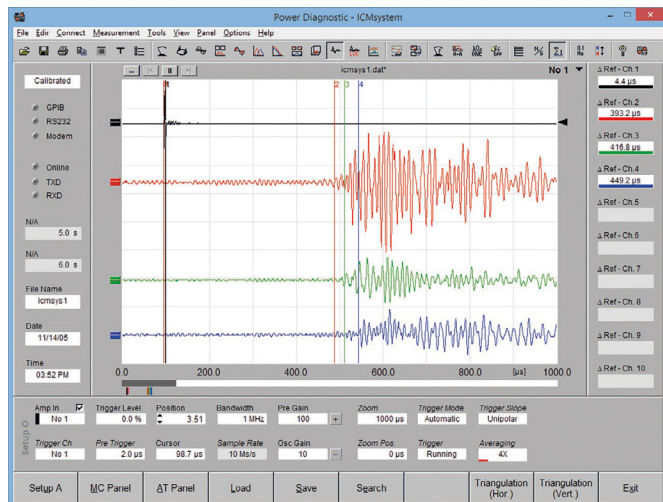 Power Diagnostic - ICMsystem
File Edit Connect Measurement Tools View Panel Options Help
icmsys1.dat*
No 1
Calibrated
GPIB
RS232
Modem
Online
TXD
RXD
N/A
5.0 s
N/A
6.0 s
File Name
icmsys1
Date
11/14/05
Time
03:52 PM
1 2 3 4
0.0 200.0 400.0 600.0 800.0 [µs] 1000.0
Δ Ref - Ch.1
4.4 µs
Δ Ref - Ch.2
393.2 µs
Δ Ref - Ch.3
416.8 µs
Δ Ref - Ch.4
449.2 µs
Δ Ref - Ch.5
Δ Ref - Ch.6
Δ Ref - Ch.7
Δ Ref - Ch.8
Δ Ref - Ch.9
Δ Ref - Ch. 10
Setup O
Amp In Trigger Level Position Bandwidth Pre Gain Zoom Trigger Mode Trigger Slope
No 1 0.0 % 3.51 1 MHz 100 + 1000 µs Automatic Unipolar
Trigger Ch Pre Trigger Cursor Sample Rate Osc Gain Zoom Pos. Trigger Averaging
No 1 2.0 µs 98.7 µs 10 Ms/s 10 - 0 µs Running 4X
Setup A MC Panel AT Panel Load Save Search Triangulation (Hor.) Triangulation (Vert.) Exit